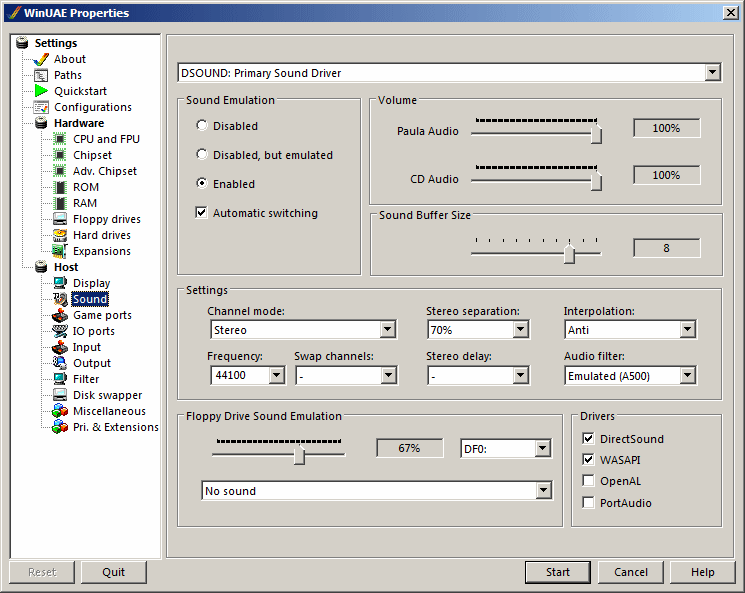 WinUAE Properties
Settings
About
Paths
Quickstart
Configurations
Hardware
CPU and FPU
Chipset
Adv. Chipset
ROM
RAM
Floppy drives
Hard drives
Expansions
Host
Display
Sound
Game ports
IO ports
Input
Output
Filter
Disk swapper
Miscellaneous
Pri. & Extensions
Reset
Quit
DSOUND: Primary Sound Driver
Sound Emulation
Disabled
Disabled, but emulated
Enabled
Automatic switching
Volume
Paula Audio 100%
CD Audio 100%
Sound Buffer Size
8
Settings
Channel mode: Stereo separation: Interpolation:
Stereo 70% Anti
Frequency: Swap channels: Stereo delay: Audio filter:
44100 - - Emulated (A500)
Floppy Drive Sound Emulation
67% DF0:
No sound
Drivers
DirectSound
WASAPI
OpenAL
PortAudio
Start Cancel Help